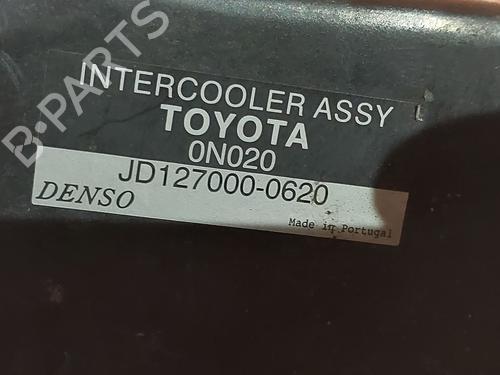 B-PARTS
INTERCOOLER ASSY L
TOYOTA
0N020
JD127000-0620
DENSO
Made in Portugal